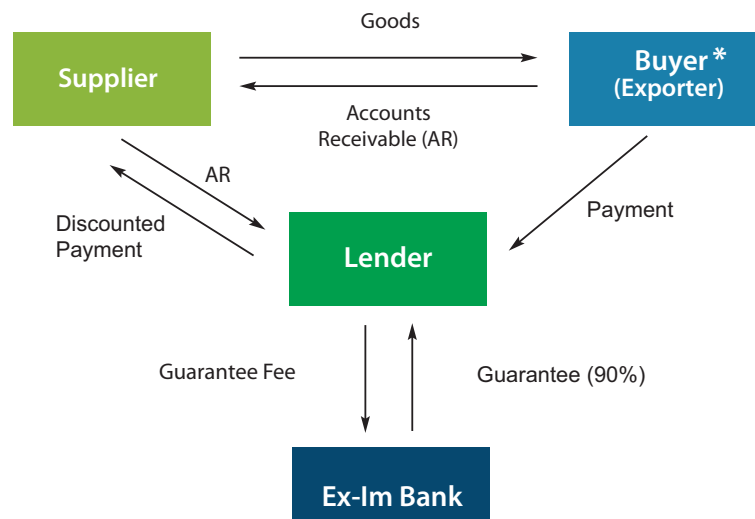 Goods
Supplier
Buyer *
(Exporter)
Accounts
Receivable (AR)
AR
Discounted
Payment
Payment
Lender
Guarantee Fee
Guarantee (90%)
Ex-Im Bank